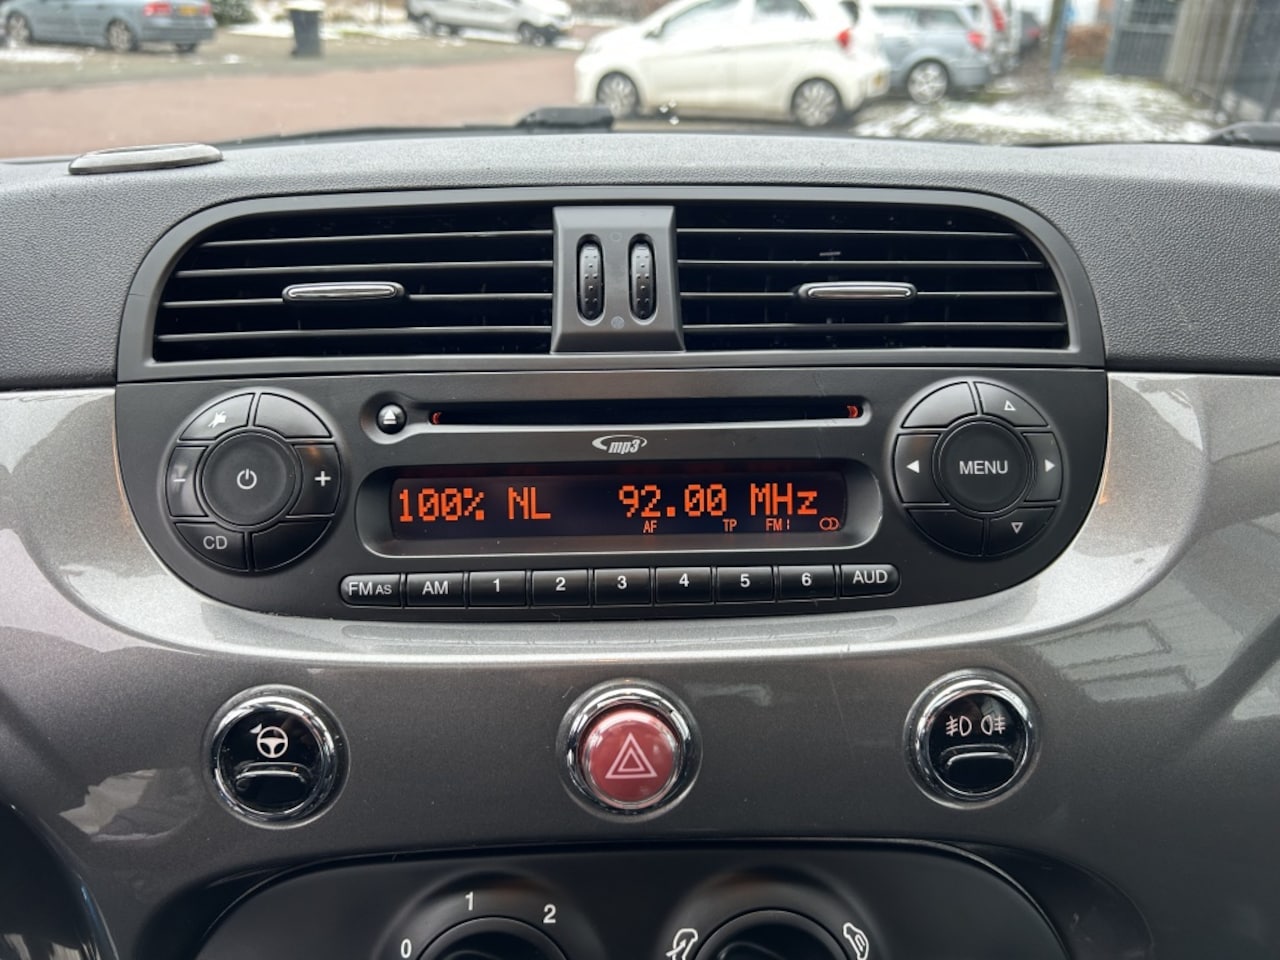 mp3
MENU
100% NL 92.00 MHz
AF TP FM1
CD
FM AS AM 1 2 3 4 5 6 AUD
1
2
0